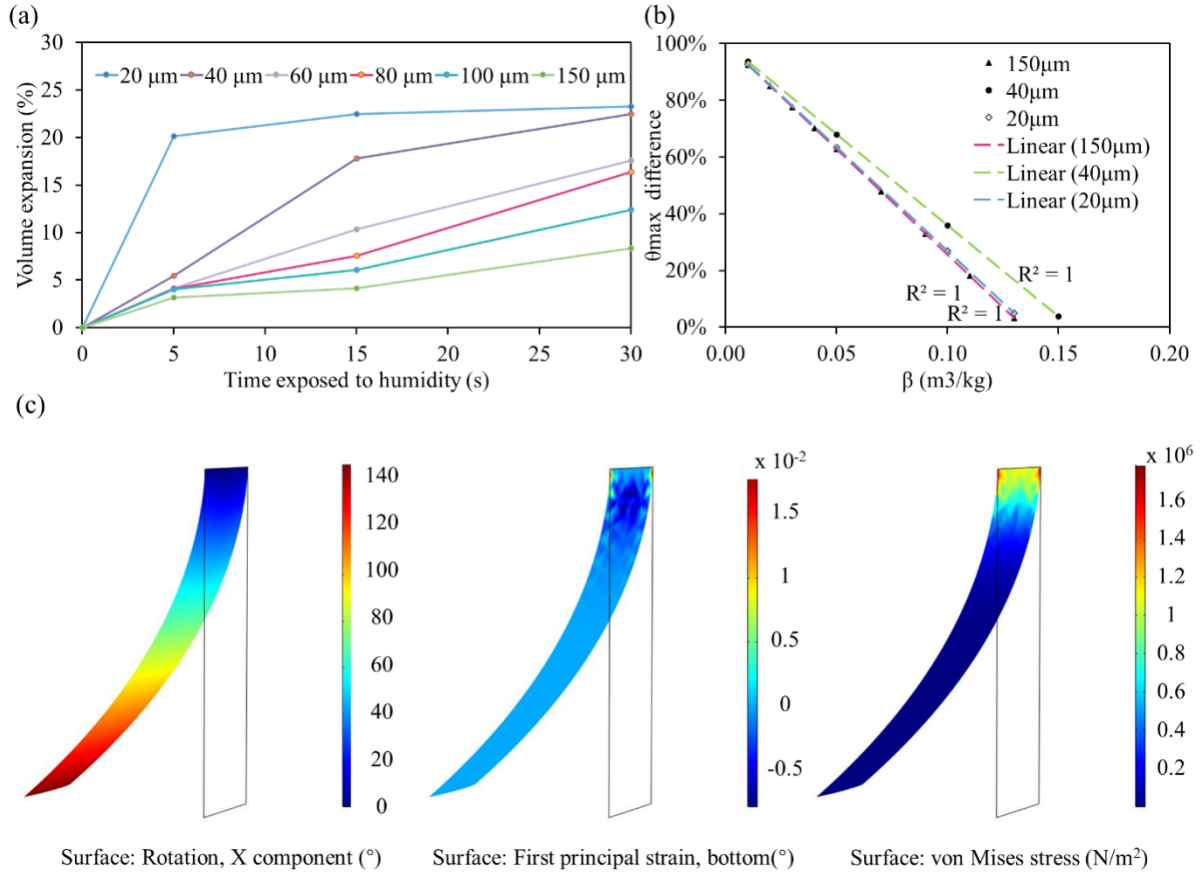 (a)
30
25
20
15
10
5
0
Volume expansion (%)
20 μm 40 μm 60 μm 80 μm 100 μm 150 μm
0 5 10 15 20 25 30
Time exposed to humidity (s)
(b)
100%
80%
60%
40%
20%
0%
θmax difference
150μm
40μm
20μm
Linear (150μm)
Linear (40μm)
Linear (20μm)
R² = 1
R² = 1
R² = 1
0.00 0.05 0.10 0.15 0.20
β (m3/kg)
(c)
140
120
100
80
60
40
20
0
Surface: Rotation, X component (°)
x 10⁻²
1.5
1
0.5
0
-0.5
Surface: First principal strain, bottom(°)
x 10⁶
1.6
1.4
1.2
1
0.8
0.6
0.4
0.2
Surface: von Mises stress (N/m²)